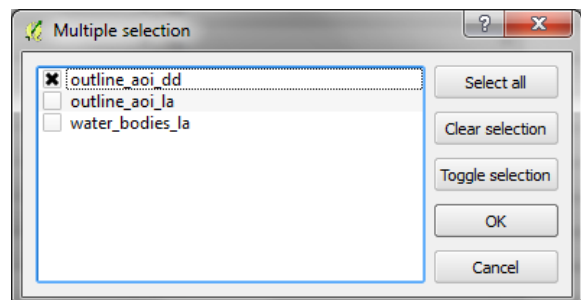 Multiple selection
?
outline_aoi_dd
outline_aoi_la
water_bodies_la
Select all
Clear selection
Toggle selection
OK
Cancel